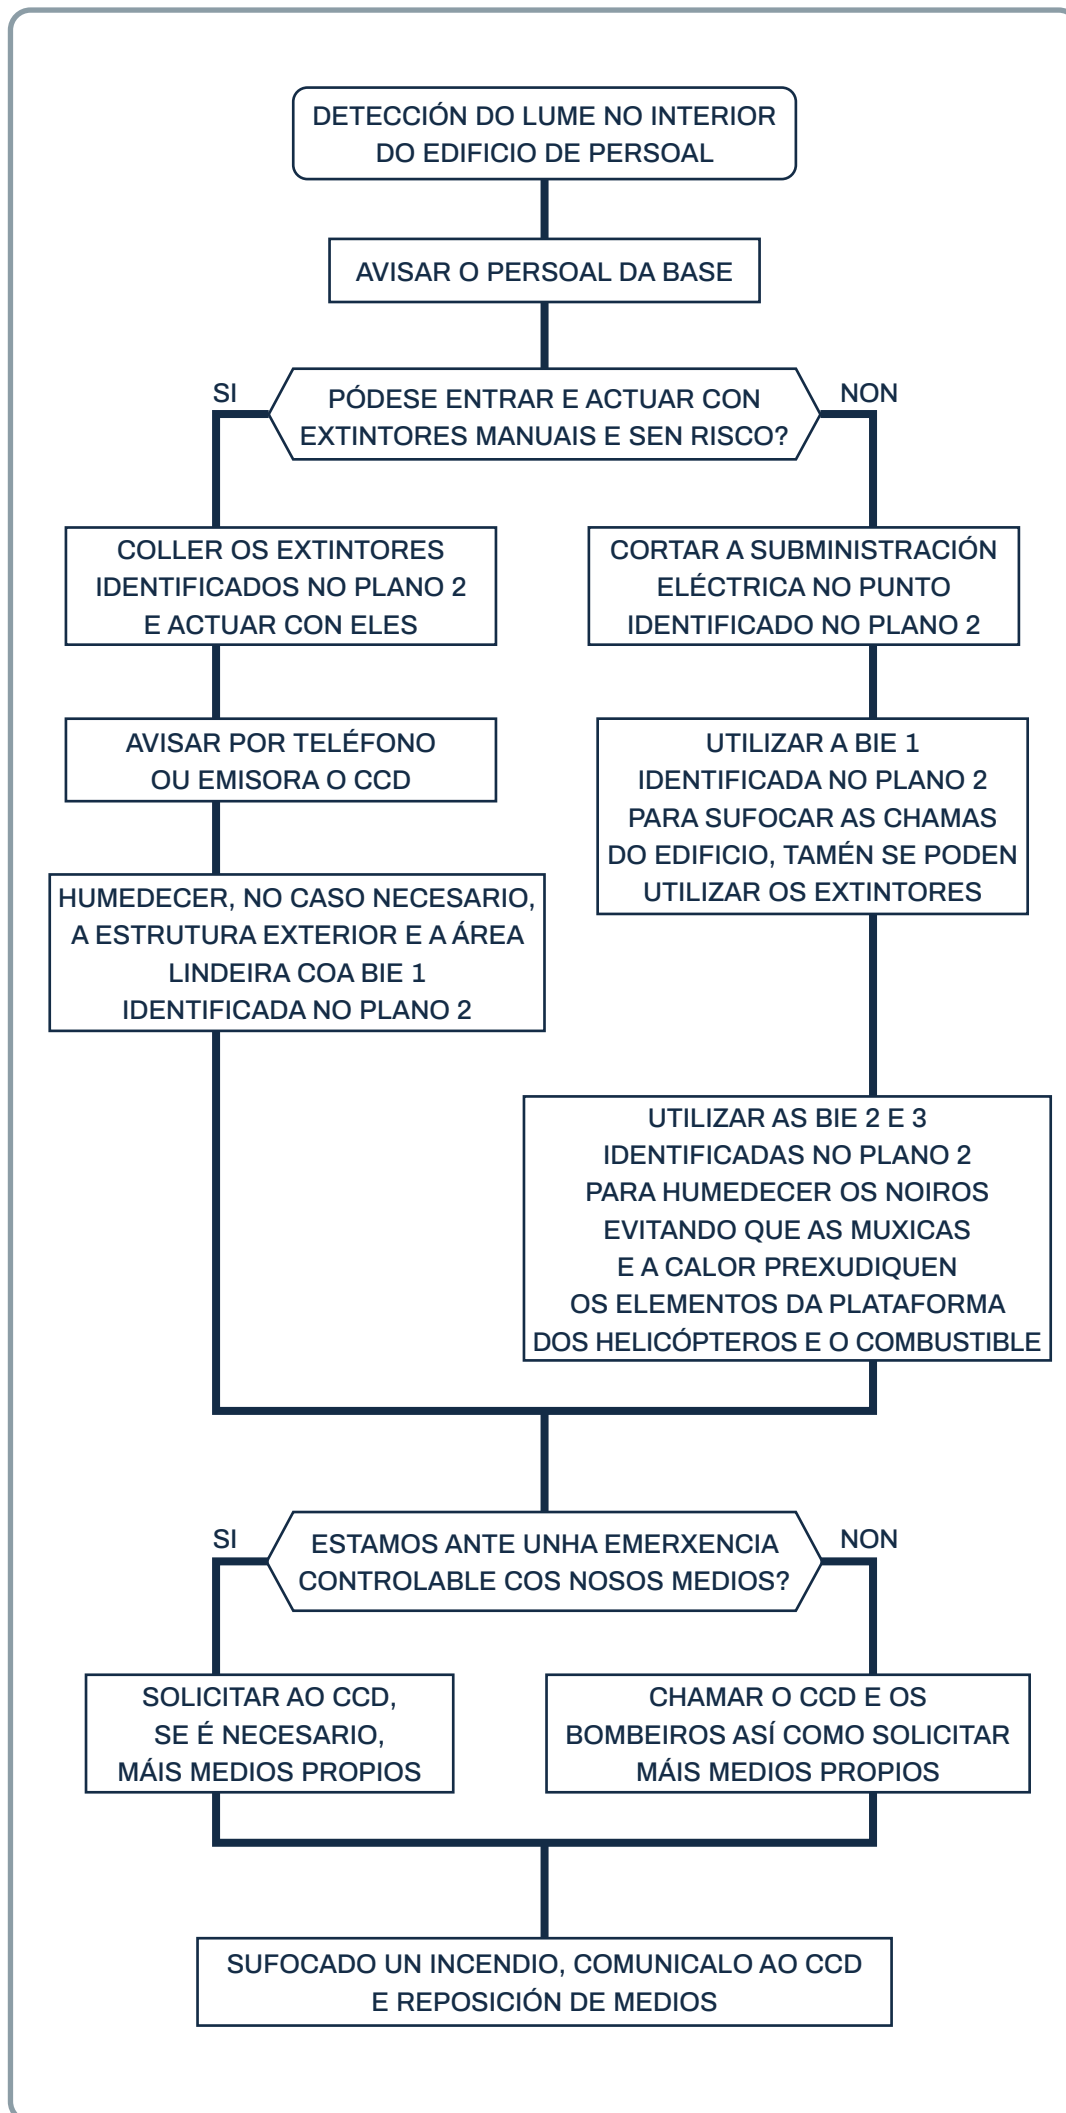 DETECCIÓN DO LUME NO INTERIOR
DO EDIFICIO DE PERSOAL
AVISAR O PERSOAL DA BASE
SI
PÓDESE ENTRAR E ACTUAR CON
EXTINTORES MANUAIS E SEN RISCO?
NON
COLLER OS EXTINTORES
IDENTIFICADOS NO PLANO 2
E ACTUAR CON ELES
CORTAR A SUBMINISTRACIÓN
ELÉCTRICA NO PUNTO
IDENTIFICADO NO PLANO 2
AVISAR POR TELÉFONO
OU EMISORA O CCD
UTILIZAR A BIE 1
IDENTIFICADA NO PLANO 2
PARA SUFOCAR AS CHAMAS
DO EDIFICIO, TAMÉN SE PODEN
UTILIZAR OS EXTINTORES
HUMEDECER, NO CASO NECESARIO,
A ESTRUTURA EXTERIOR E A ÁREA
LINDEIRA COA BIE 1
IDENTIFICADA NO PLANO 2
UTILIZAR AS BIE 2 E 3
IDENTIFICADAS NO PLANO 2
PARA HUMEDECER OS NOIROS
EVITANDO QUE AS MUXICAS
E A CALOR PREXUDIQUEN
OS ELEMENTOS DA PLATAFORMA
DOS HELICÓPTEROS E O COMBUSTIBLE
SI
ESTAMOS ANTE UNHA EMERXENCIA
CONTROLABLE COS NOSOS MEDIOS?
NON
SOLICITAR AO CCD,
SE É NECESARIO,
MÁIS MEDIOS PROPIOS
CHAMAR O CCD E OS
BOMBEIROS ASÍ COMO SOLICITAR
MÁIS MEDIOS PROPIOS
SUFOCADO UN INCENDIO, COMUNICALO AO CCD
E REPOSICIÓN DE MEDIOS